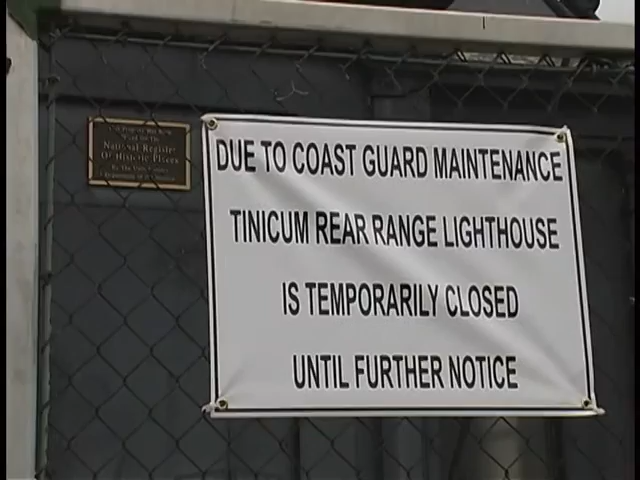 National Register
Of Historic Places
DUE TO COAST GUARD MAINTENANCE
TINICUM REAR RANGE LIGHTHOUSE
IS TEMPORARILY CLOSED
UNTIL FURTHER NOTICE